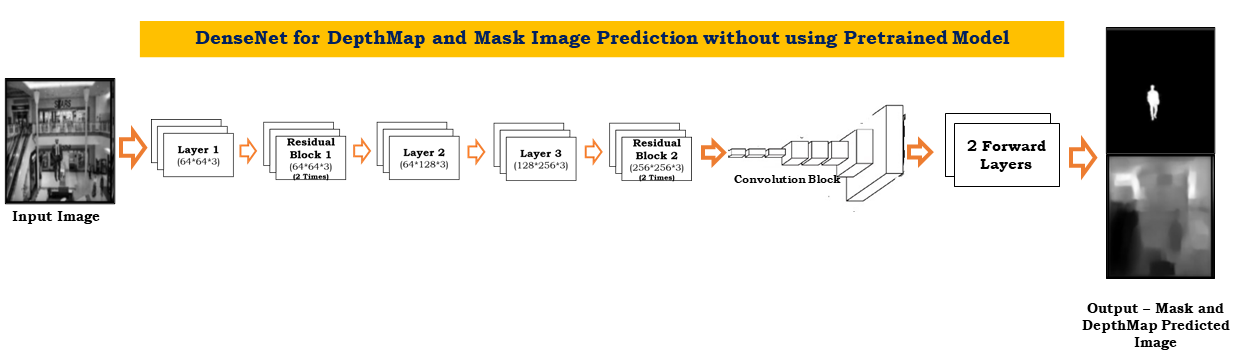 DenseNet for DepthMap and Mask Image Prediction without using Pretrained Model
SEARS
Input Image
Layer 1
(64*64*3)
Residual
Block 1
(64*64*3)
(2 Times)
Layer 2
(64*128*3)
Layer 3
(128*256*3)
Residual
Block 2
(256*256*3)
(2 Times)
Convolution Block
2 Forward
Layers
Output – Mask and
DepthMap Predicted
Image